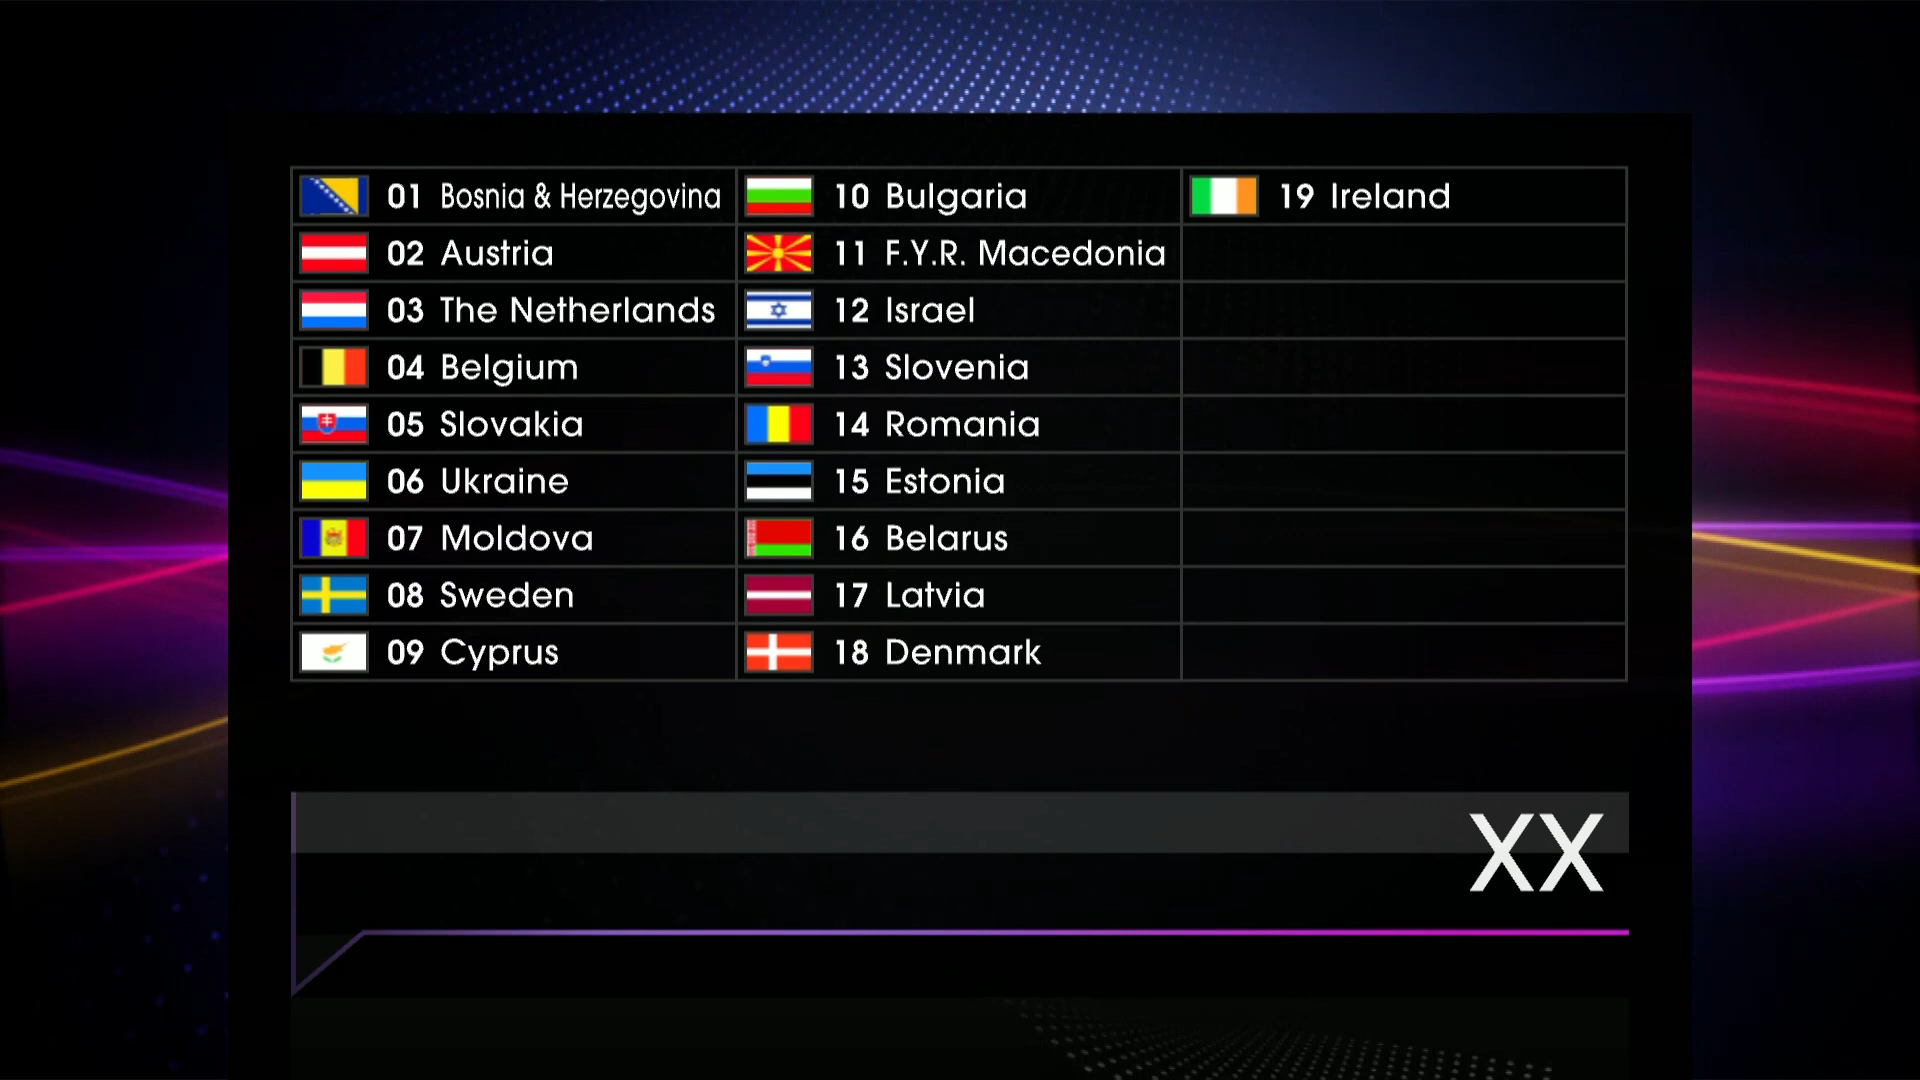 01 Bosnia & Herzegovina
02 Austria
03 The Netherlands
04 Belgium
05 Slovakia
06 Ukraine
07 Moldova
08 Sweden
09 Cyprus
10 Bulgaria
11 F.Y.R. Macedonia
12 Israel
13 Slovenia
14 Romania
15 Estonia
16 Belarus
17 Latvia
18 Denmark
19 Ireland
XX